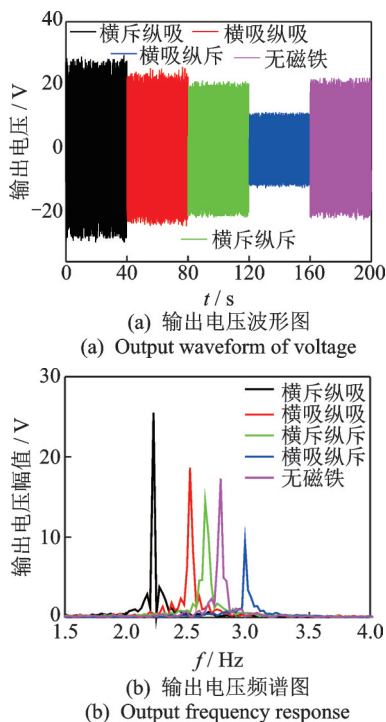 横斥纵吸 横吸纵吸
横吸纵斥 无磁铁
40
20
0
−20
输出电压 / V
横斥纵斥
0 40 80 120 160 200
t / s
(a) 输出电压波形图
(a) Output waveform of voltage
30
20
10
0
输出电压幅值 / V
横斥纵吸
横吸纵吸
横斥纵斥
横吸纵斥
无磁铁
1.5 2.0 2.5 3.0 3.5 4.0
f / Hz
(b) 输出电压频谱图
(b) Output frequency response